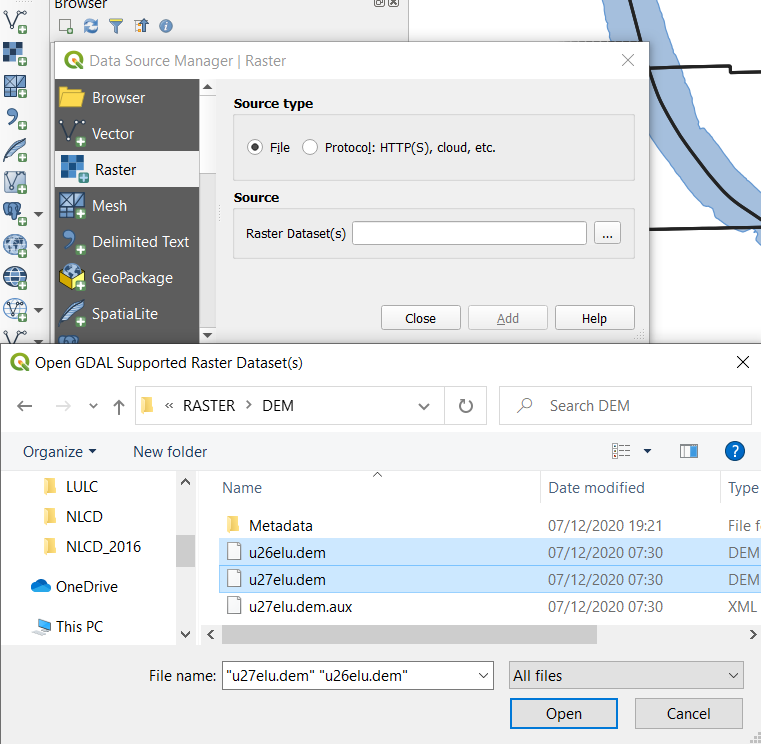 Browser
Data Source Manager | Raster
Browser
Vector
Raster
Mesh
Delimited Text
GeoPackage
SpatiaLite
Source type
File
Protocol: HTTP(S), cloud, etc.
Source
Raster Dataset(s)
...
Close
Add
Help
Open GDAL Supported Raster Dataset(s)
« RASTER > DEM
Search DEM
Organize
New folder
?
LULC
NLCD
NLCD_2016
OneDrive
This PC
Name
Date modified
Type
Metadata 07/12/2020 19:21 File f
u26elu.dem 07/12/2020 07:30 DEM
u27elu.dem 07/12/2020 07:30 DEM
u27elu.dem.aux 07/12/2020 07:30 XML
File name: "u27elu.dem" "u26elu.dem"
All files
Open
Cancel